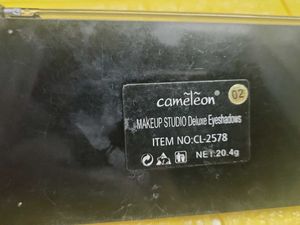 cameleon® 02
MAKEUP STUDIO Deluxe Eyeshadows
ITEM NO:CL-2578
NET:20.4g